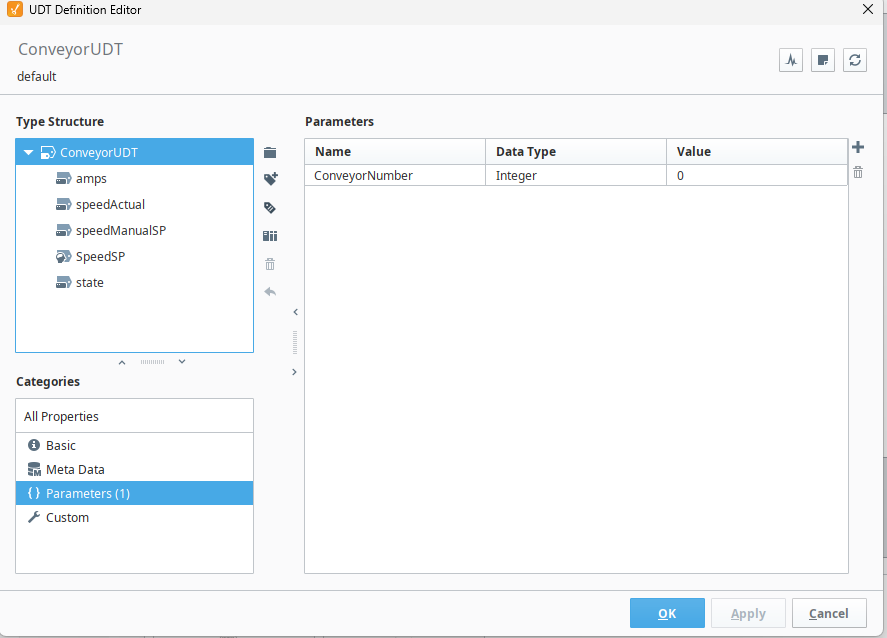 UDT Definition Editor
ConveyorUDT
default
Type Structure
ConveyorUDT
amps
speedActual
speedManualSP
SpeedSP
state
Categories
All Properties
Basic
Meta Data
Parameters (1)
Custom
Parameters
Name Data Type Value
ConveyorNumber Integer 0
OK Apply Cancel